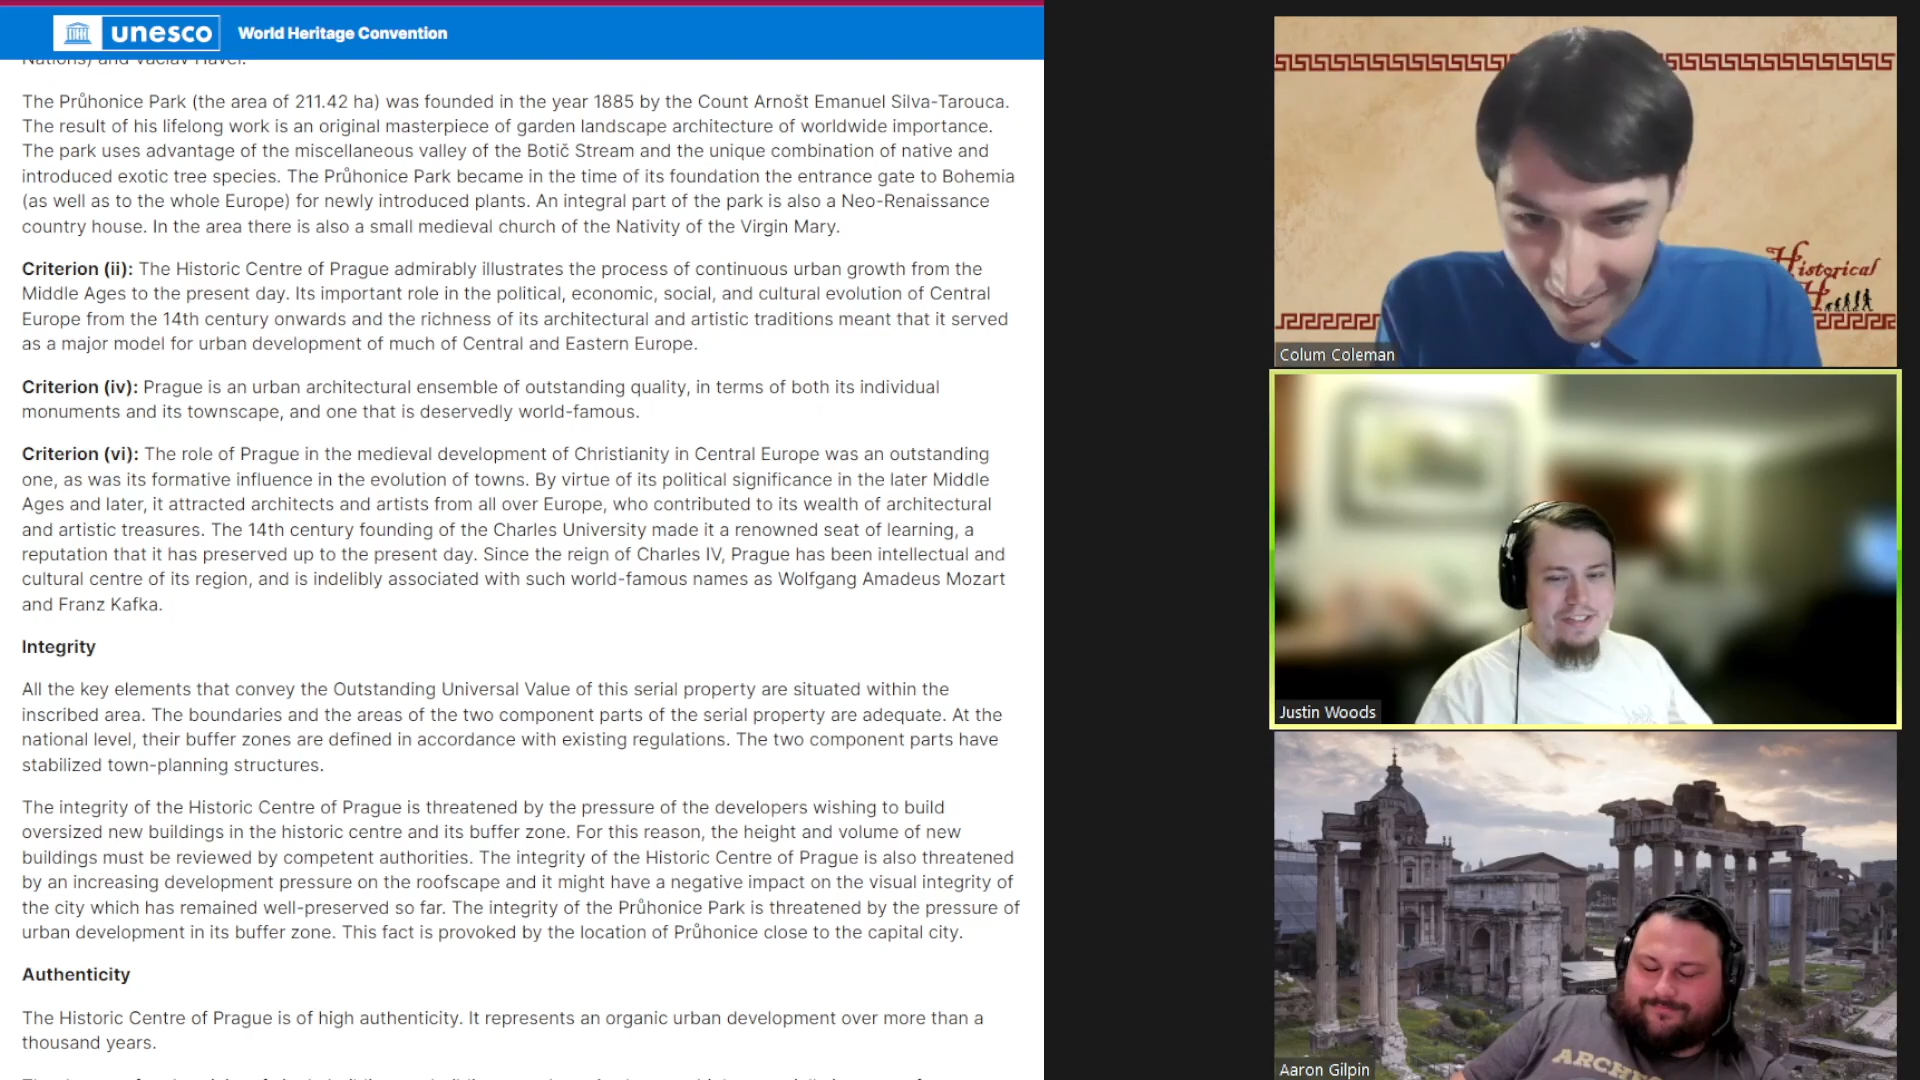 unesco
World Heritage Convention
Nations) and Václav Havel.
The Průhonice Park (the area of 211.42 ha) was founded in the year 1885 by the Count Arnošt Emanuel Silva-Tarouca.
The result of his lifelong work is an original masterpiece of garden landscape architecture of worldwide importance.
The park uses advantage of the miscellaneous valley of the Botič Stream and the unique combination of native and
introduced exotic tree species. The Průhonice Park became in the time of its foundation the entrance gate to Bohemia
(as well as to the whole Europe) for newly introduced plants. An integral part of the park is also a Neo-Renaissance
country house. In the area there is also a small medieval church of the Nativity of the Virgin Mary.
Criterion (ii): The Historic Centre of Prague admirably illustrates the process of continuous urban growth from the
Middle Ages to the present day. Its important role in the political, economic, social, and cultural evolution of Central
Europe from the 14th century onwards and the richness of its architectural and artistic traditions meant that it served
as a major model for urban development of much of Central and Eastern Europe.
Criterion (iv): Prague is an urban architectural ensemble of outstanding quality, in terms of both its individual
monuments and its townscape, and one that is deservedly world-famous.
Criterion (vi): The role of Prague in the medieval development of Christianity in Central Europe was an outstanding
one, as was its formative influence in the evolution of towns. By virtue of its political significance in the later Middle
Ages and later, it attracted architects and artists from all over Europe, who contributed to its wealth of architectural
and artistic treasures. The 14th century founding of the Charles University made it a renowned seat of learning, a
reputation that it has preserved up to the present day. Since the reign of Charles IV, Prague has been intellectual and
cultural centre of its region, and is indelibly associated with such world-famous names as Wolfgang Amadeus Mozart
and Franz Kafka.
Integrity
All the key elements that convey the Outstanding Universal Value of this serial property are situated within the
inscribed area. The boundaries and the areas of the two component parts of the serial property are adequate. At the
national level, their buffer zones are defined in accordance with existing regulations. The two component parts have
stabilized town-planning structures.
The integrity of the Historic Centre of Prague is threatened by the pressure of the developers wishing to build
oversized new buildings in the historic centre and its buffer zone. For this reason, the height and volume of new
buildings must be reviewed by competent authorities. The integrity of the Historic Centre of Prague is also threatened
by an increasing development pressure on the roofscape and it might have a negative impact on the visual integrity of
the city which has remained well-preserved so far. The integrity of the Průhonice Park is threatened by the pressure of
urban development in its buffer zone. This fact is provoked by the location of Průhonice close to the capital city.
Authenticity
The Historic Centre of Prague is of high authenticity. It represents an organic urban development over more than a
thousand years.
Historical
H
Colum Coleman
Justin Woods
ARCHE
Aaron Gilpin